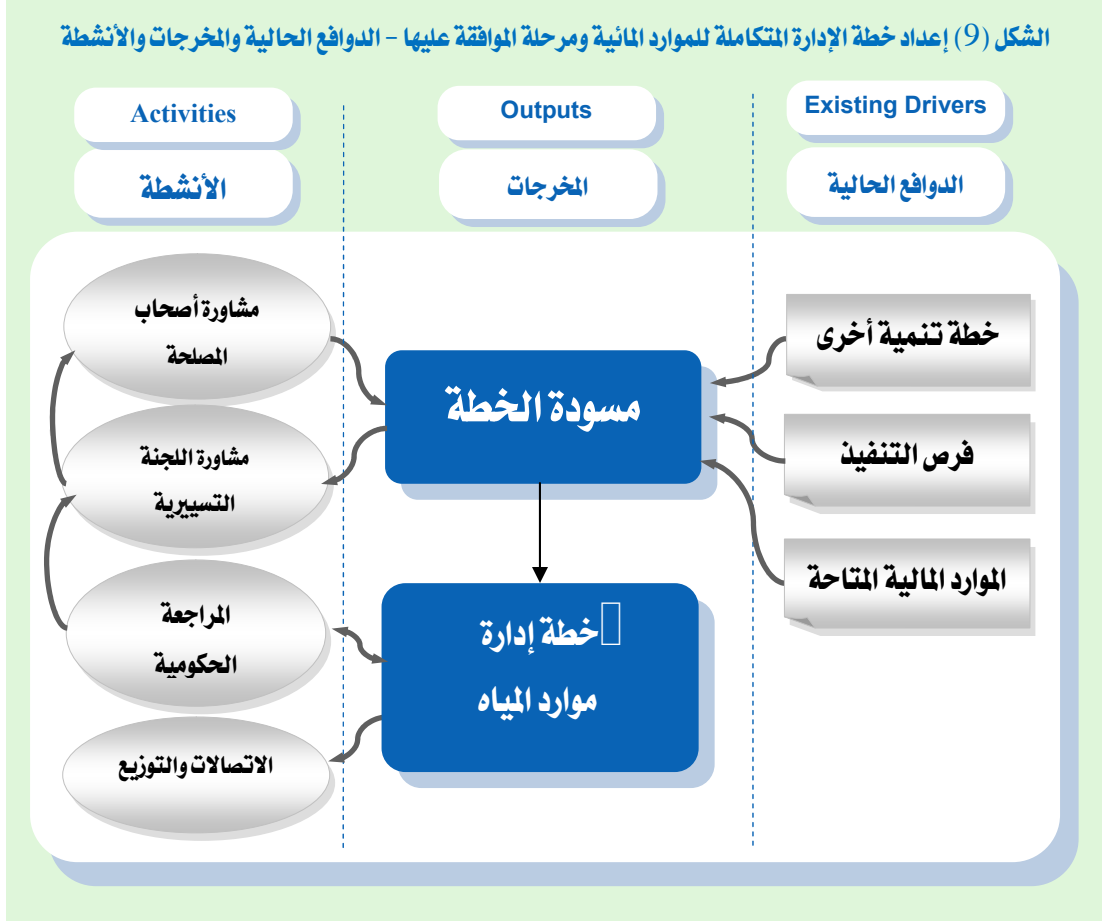 الشكل (9) إعداد خطة الإدارة المتكاملة للموارد المائية ومرحلة الموافقة عليها - الدوافع الحالية والمخرجات والأنشطة
Existing Drivers
Outputs
Activities
الدوافع الحالية
المخرجات
الأنشطة
خطة تنمية أخرى
فرص التنفيذ
الموارد المالية المتاحة
مسودة الخطة
خطة إدارة
موارد المياه
مشاورة أصحاب
المصلحة
مشاورة اللجنة
التسييرية
المراجعة
الحكومية
الاتصالات والتوزيع